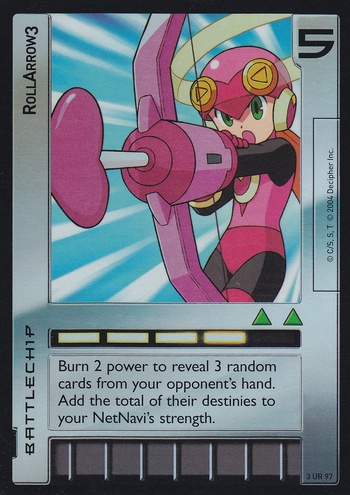 ROLLARROW3
5
© C/S, S, T © 2004 Decipher Inc.
BATTLECHIP
Burn 2 power to reveal 3 random
cards from your opponent's hand.
Add the total of their destinies to
your NetNavi's strength.
3 UR 97